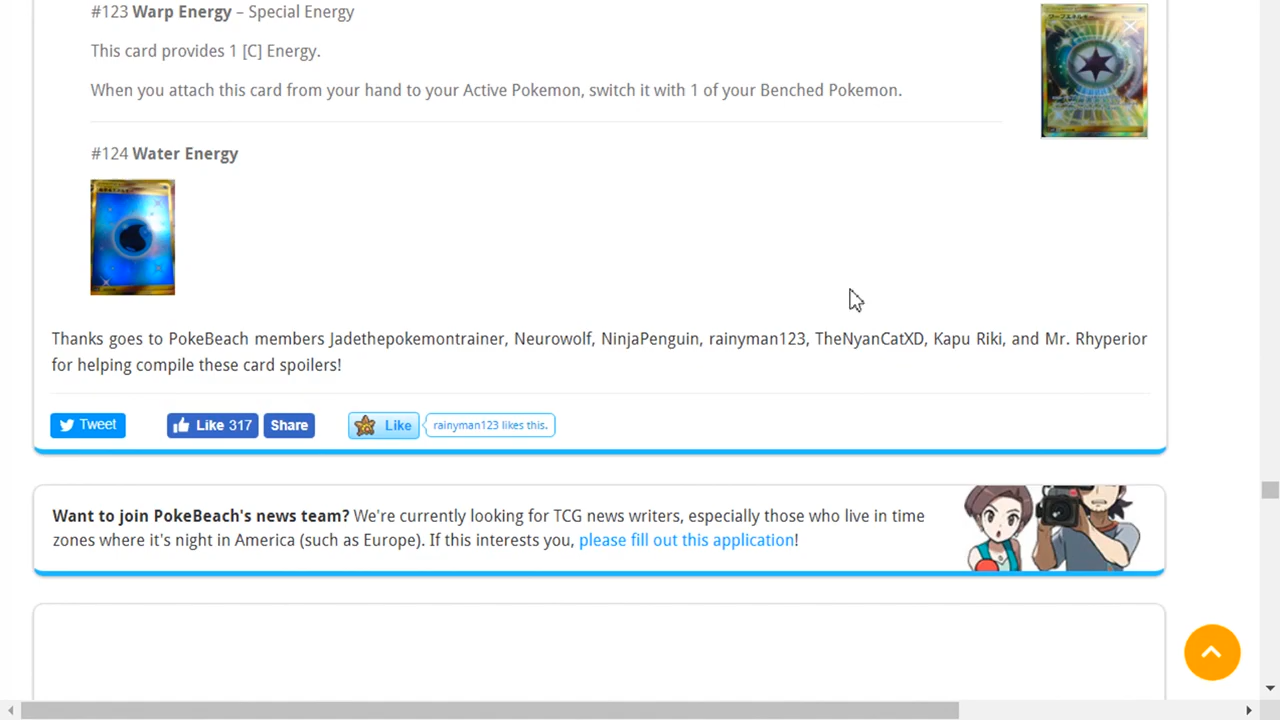 #123 Warp Energy – Special Energy
This card provides 1 [C] Energy.
When you attach this card from your hand to your Active Pokemon, switch it with 1 of your Benched Pokemon.
#124 Water Energy
Thanks goes to PokeBeach members Jadethepokemontrainer, Neurowolf, NinjaPenguin, rainyman123, TheNyanCatXD, Kapu Riki, and Mr. Rhyperior
for helping compile these card spoilers!
Tweet
Like 317
Share
Like
rainyman123 likes this.
Want to join PokeBeach's news team? We're currently looking for TCG news writers, especially those who live in time
zones where it's night in America (such as Europe). If this interests you, please fill out this application!